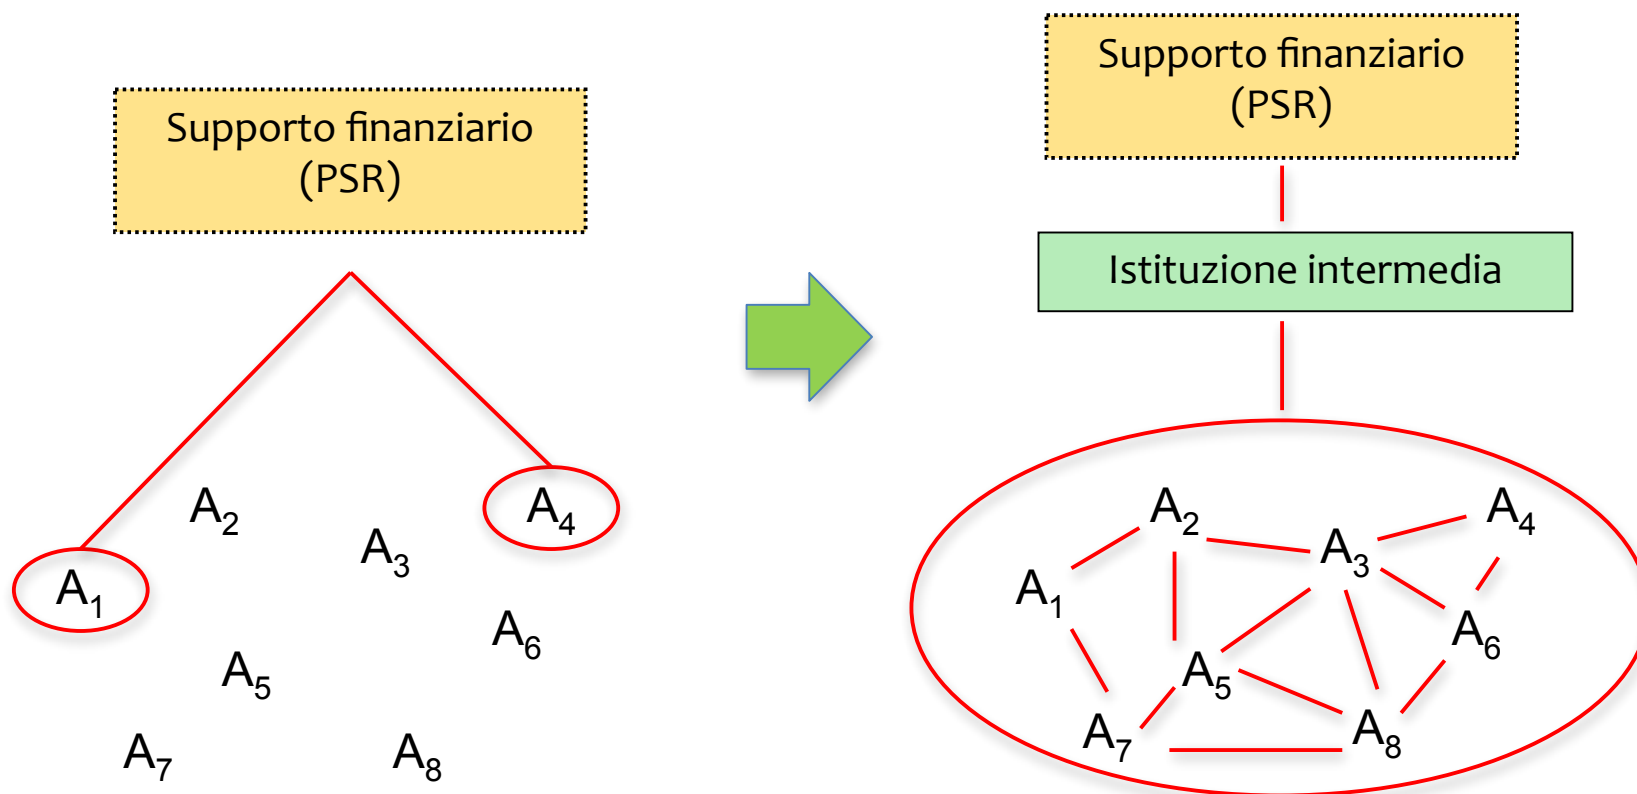 Supporto finanziario
(PSR)
A₂
A₄
A₃
A₁
A₆
A₅
A₇
A₈
Supporto finanziario
(PSR)
Istituzione intermedia
A₂
A₄
A₃
A₁
A₆
A₅
A₇
A₈